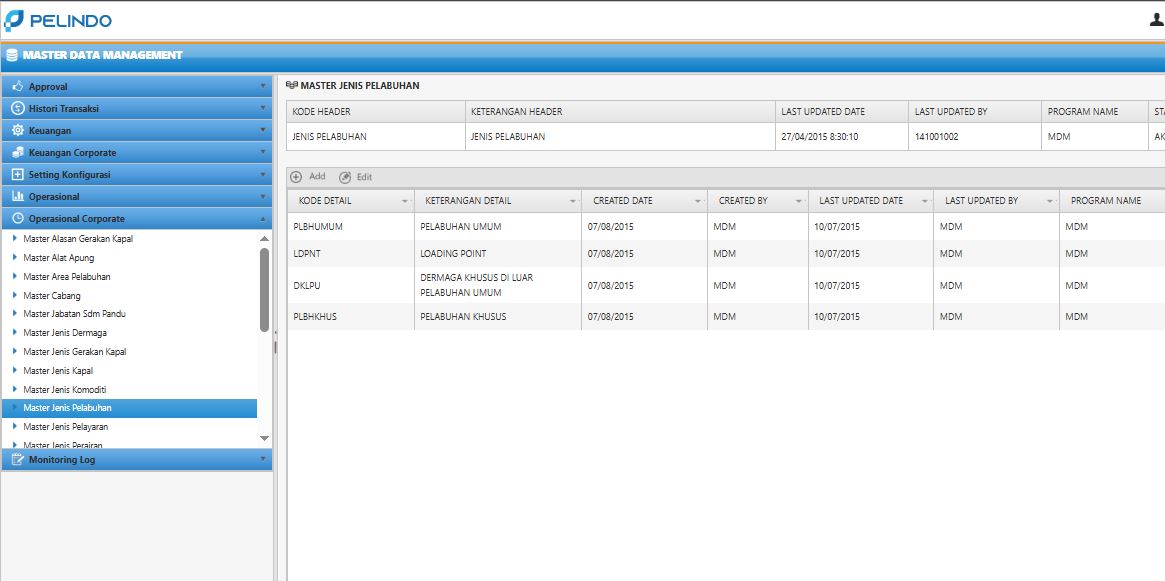 PELINDO
MASTER DATA MANAGEMENT
Approval
Histori Transaksi
Keuangan
Keuangan Corporate
Setting Konfigurasi
Operasional
Operasional Corporate
Master Alasan Gerakan Kapal
Master Alat Apung
Master Area Pelabuhan
Master Cabang
Master Jabatan Sdm Pandu
Master Jenis Dermaga
Master Jenis Gerakan Kapal
Master Jenis Kapal
Master Jenis Komoditi
Master Jenis Pelabuhan
Master Jenis Pelayaran
Master Jenis Perairan
Monitoring Log
MASTER JENIS PELABUHAN
KODE HEADER KETERANGAN HEADER LAST UPDATED DATE LAST UPDATED BY PROGRAM NAME STA
JENIS PELABUHAN JENIS PELABUHAN 27/04/2015 8:30:10 141001002 MDM AK
Add Edit
KODE DETAIL KETERANGAN DETAIL CREATED DATE CREATED BY LAST UPDATED DATE LAST UPDATED BY PROGRAM NAME
PLBHUMUM PELABUHAN UMUM 07/08/2015 MDM 10/07/2015 MDM MDM
LDPNT LOADING POINT 07/08/2015 MDM 10/07/2015 MDM MDM
DKLPU DERMAGA KHUSUS DI LUAR
PELABUHAN UMUM 07/08/2015 MDM 10/07/2015 MDM MDM
PLBHKHUS PELABUHAN KHUSUS 07/08/2015 MDM 10/07/2015 MDM MDM